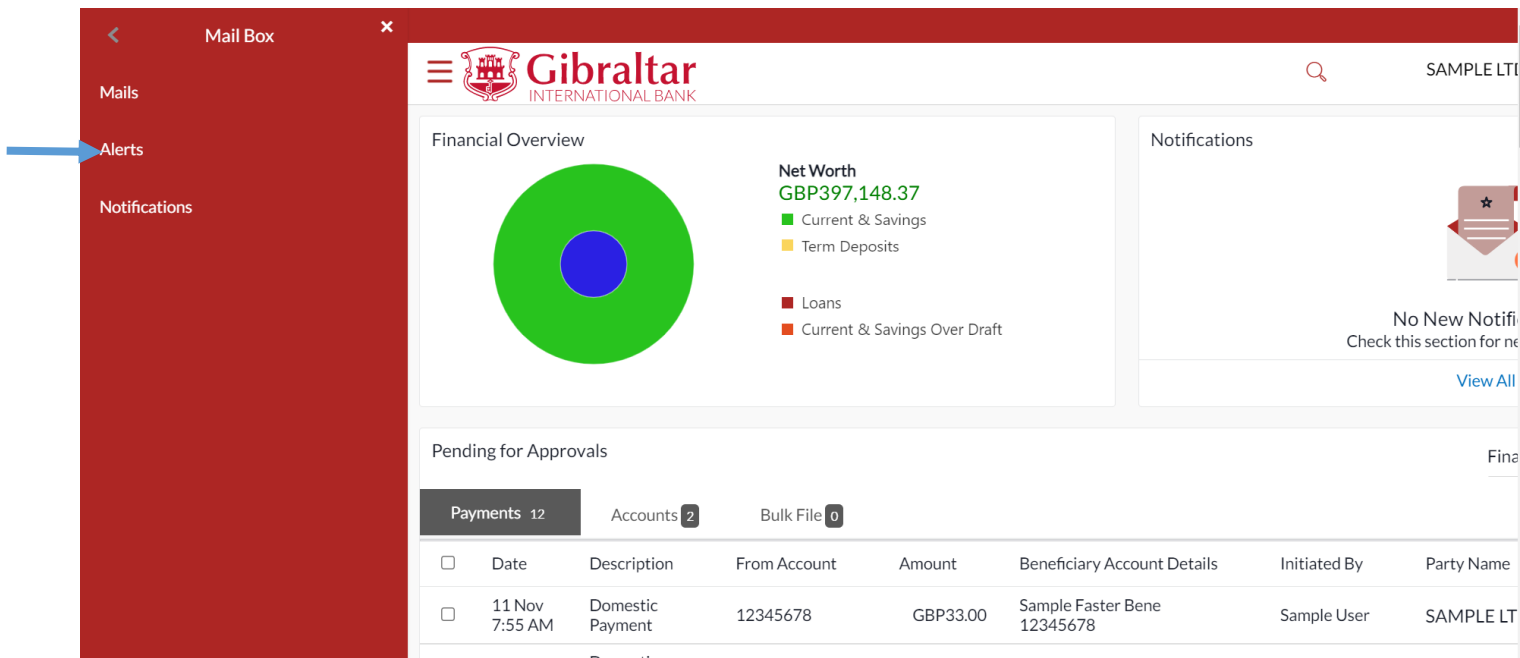 Mail Box
Mails
Alerts
Notifications
Gibraltar
INTERNATIONAL BANK
SAMPLE LTD
Financial Overview
Net Worth
GBP397,148.37
Current & Savings
Term Deposits
Loans
Current & Savings Over Draft
Notifications
No New Notifi
Check this section for ne
View All
Pending for Approvals
Fina
Payments 12
Accounts 2
Bulk File 0
Date Description From Account Amount Beneficiary Account Details Initiated By Party Name
11 Nov Domestic Sample Faster Bene
7:55 AM Payment 12345678 GBP33.00 12345678 Sample User SAMPLE LT